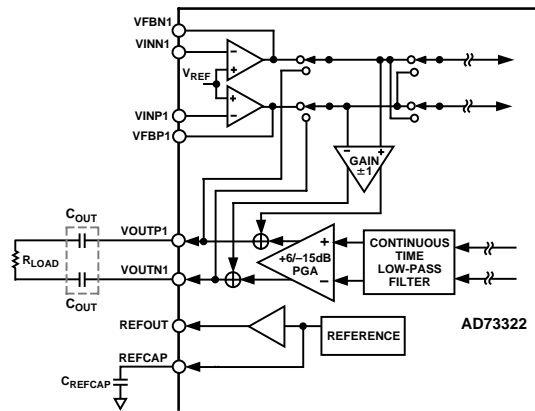 VFBN1
VINN1
VREF
VINP1
VFBP1
GAIN
±1
COUT
VOUTP1
RLOAD
+6/–15dB
PGA
CONTINUOUS
TIME
LOW-PASS
FILTER
VOUTN1
COUT
REFOUT
REFERENCE
AD73322
REFCAP
CREFCAP